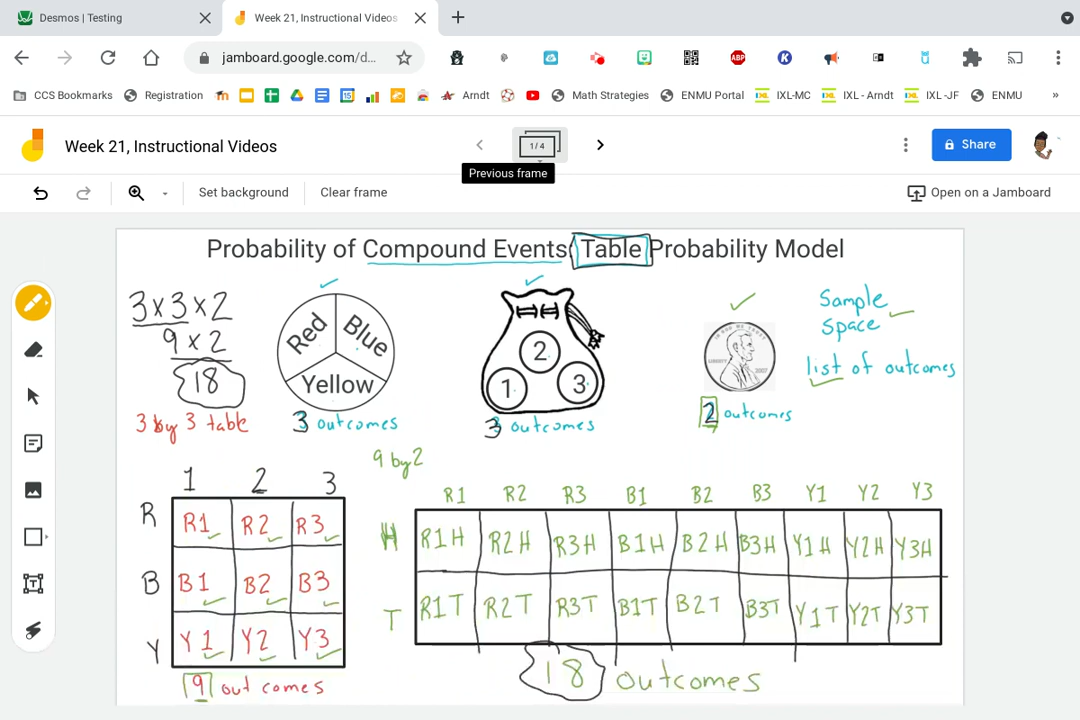 Desmos | Testing
Week 21, Instructional Videos
jamboard.google.com/d...
ABP
K
CCS Bookmarks
Registration
Arndt
Math Strategies
ENMU Portal
IXL-MC
IXL - Arndt
IXL -JF
ENMU
»
Week 21, Instructional Videos
1 / 4
Share
Previous frame
Set background
Clear frame
Open on a Jamboard
Probability of Compound Events: Table Probability Model
3 x 3 x 2
9 x 2
18
3 by 3 table
Red
Blue
Yellow
3 outcomes
2
1
3
3 outcomes
LIBERTY
2007
2 outcomes
Sample
space
list of outcomes
1 2 3
R R1 R2 R3
B B1 B2 B3
Y Y1 Y2 Y3
9 outcomes
9 by 2
R1 R2 R3 B1 B2 B3 Y1 Y2 Y3
H R1H R2H R3H B1H B2H B3H Y1H Y2H Y3H
T R1T R2T R3T B1T B2T B3T Y1T Y2T Y3T
18 outcomes